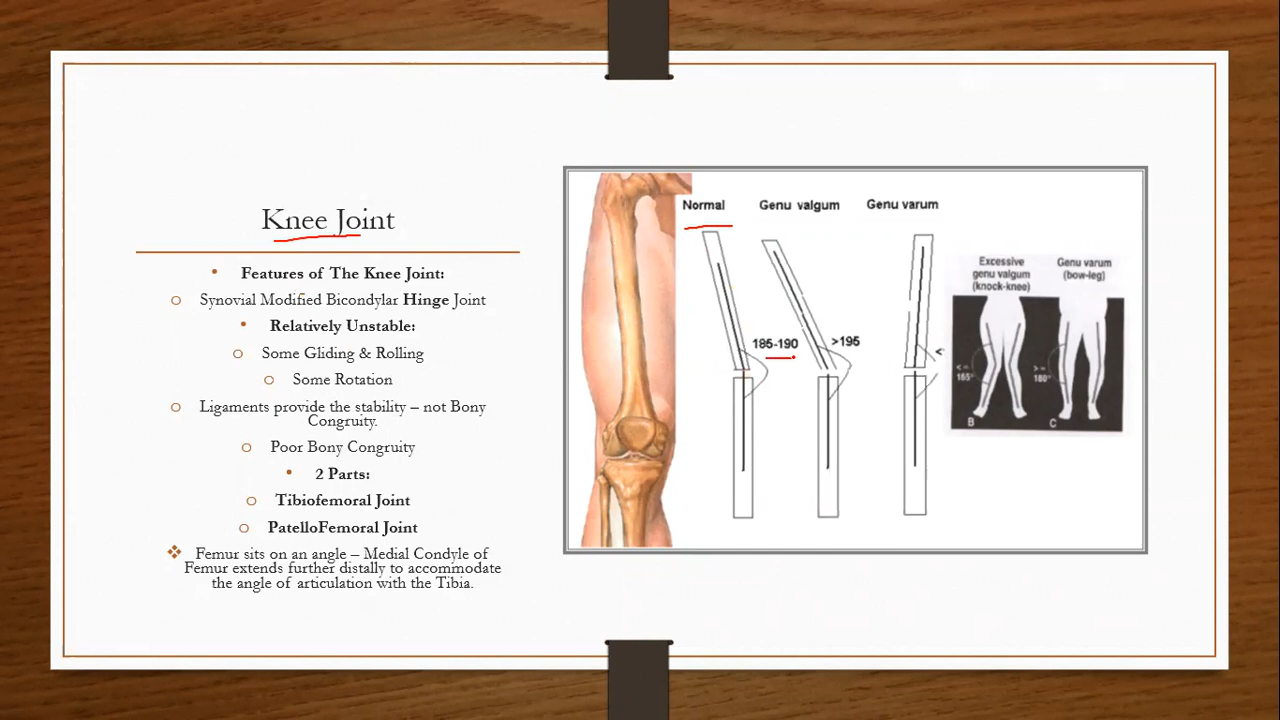 Knee Joint
Features of The Knee Joint:
Synovial Modified Bicondylar Hinge Joint
Relatively Unstable:
Some Gliding & Rolling
Some Rotation
Ligaments provide the stability – not Bony
Congruity.
Poor Bony Congruity
2 Parts:
Tibiofemoral Joint
PatelloFemoral Joint
Femur sits on an angle – Medial Condyle of
Femur extends further distally to accommodate
the angle of articulation with the Tibia.
Normal
Genu valgum
Genu varum
185-190
>195
<
Excessive
genu valgum
(knock-knee)
Genu varum
(bow-leg)
< =
165°
> =
180°
B
C